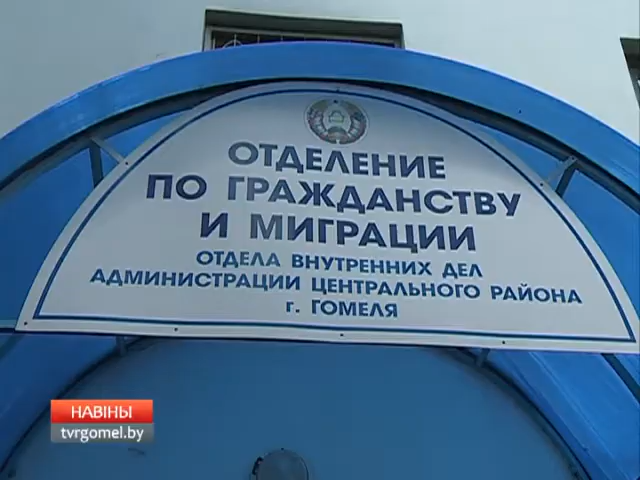 ОТДЕЛЕНИЕ
ПО ГРАЖДАНСТВУ
И МИГРАЦИИ
ОТДЕЛА ВНУТРЕННИХ ДЕЛ
АДМИНИСТРАЦИИ ЦЕНТРАЛЬНОГО РАЙОНА
г. ГОМЕЛЯ
НАВІНЫ
tvrgomel.by